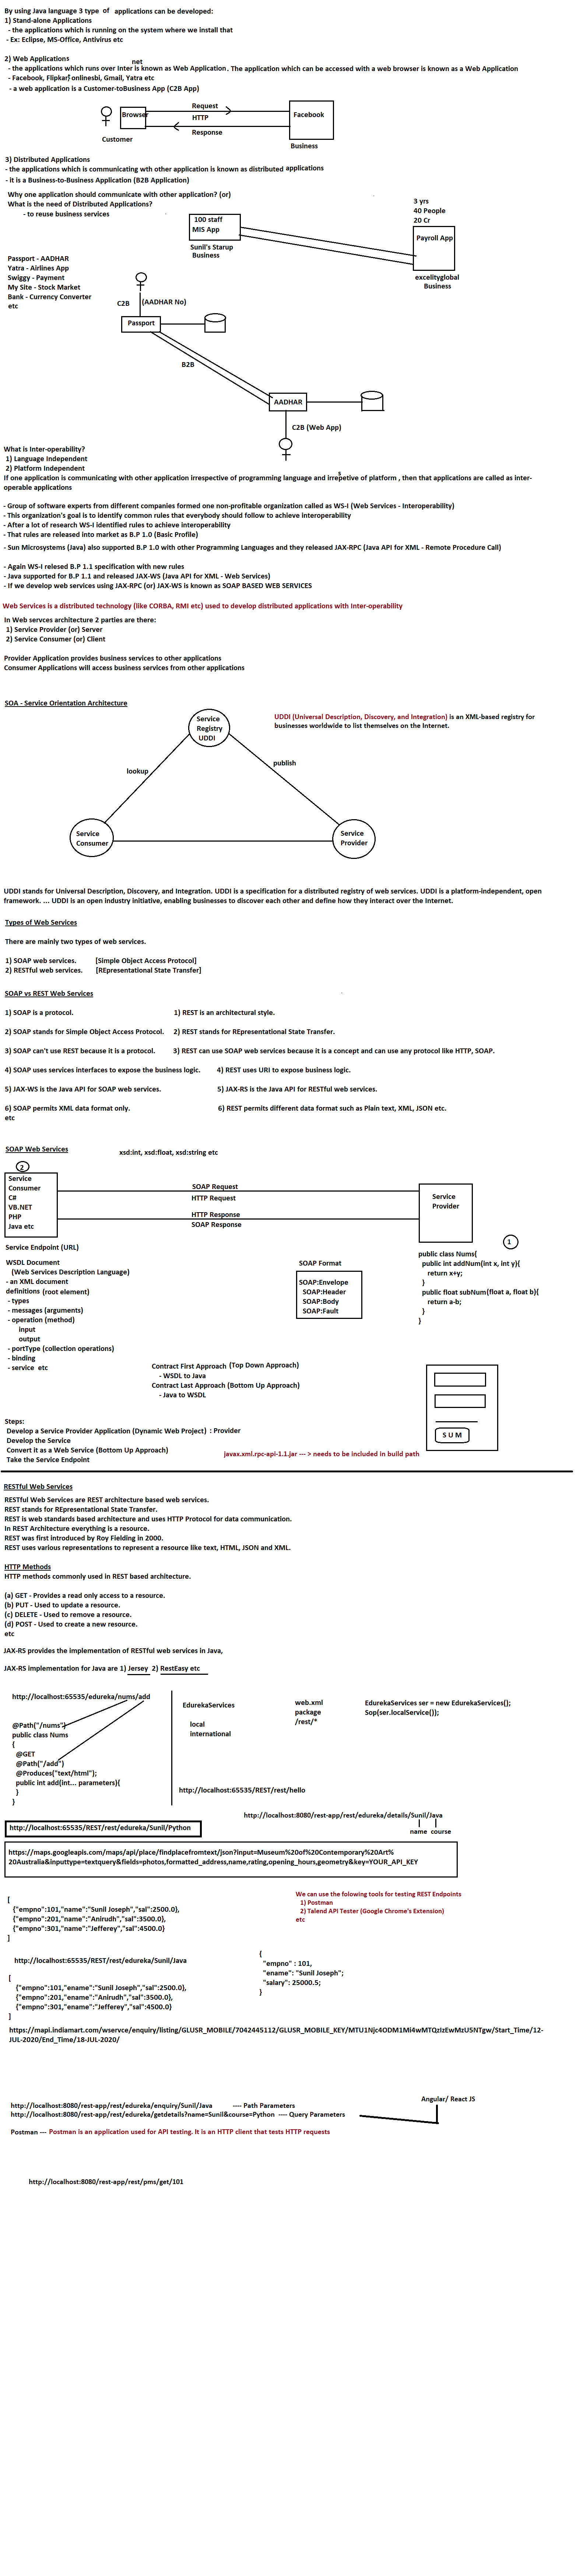 By using Java language 3 type of applications can be developed:
1) Stand-alone Applications
- the applications which is running on the system where we install that
- Ex: Eclipse, MS-Office, Antivirus etc
2) Web Applications
net
- the applications which runs over Inter is known as Web Application. The application which can be accessed with a web browser is known as a Web Application
- Facebook, Flipkart, onlinesbi, Gmail, Yatra etc
- a web application is a Customer-toBusiness App (C2B App)
Request
Browser
HTTP
Facebook
Response
Customer
Business
3) Distributed Applications
- the applications which is communicating wth other application is known as distributed applications
- it is a Business-to-Business Application (B2B Application)
Why one application should communicate with other application? (or)
What is the need of Distributed Applications?
- to reuse business services
3 yrs
40 People
20 Cr
100 staff
MIS App
Payroll App
Sunil's Starup
Business
excelityglobal
Business
Passport - AADHAR
Yatra - Airlines App
Swiggy - Payment
My Site - Stock Market
Bank - Currency Converter
etc
C2B
(AADHAR No)
Passport
B2B
AADHAR
C2B (Web App)
What is Inter-operability?
1) Language Independent
2) Platform Independent
s
If one application is communicating with other application irrespective of programming language and irrepetive of platform , then that applications are called as inter-
operable applications
- Group of software experts from different companies formed one non-profitable organization called as WS-I (Web Services - Interoperability)
- This organization's goal is to identify common rules that everybody should follow to achieve interoperability
- After a lot of research WS-I identified rules to achieve interoperability
- That rules are released into market as B.P 1.0 (Basic Profile)
- Sun Microsystems (Java) also supported B.P 1.0 with other Programming Languages and they released JAX-RPC (Java API for XML - Remote Procedure Call)
- Again WS-I relesed B.P 1.1 specification with new rules
- Java supported for B.P 1.1 and released JAX-WS (Java API for XML - Web Services)
- If we develop web services using JAX-RPC (or) JAX-WS is known as SOAP BASED WEB SERVICES
Web Services is a distributed technology (like CORBA, RMI etc) used to develop distributed applications with Inter-operability
In Web servces architecture 2 parties are there:
1) Service Provider (or) Server
2) Service Consumer (or) Client
Provider Application provides business services to other applications
Consumer Applications will access business services from other applications
SOA - Service Orientation Architecture
Service
Registry
UDDI
UDDI (Universal Description, Discovery, and Integration) is an XML-based registry for
businesses worldwide to list themselves on the Internet.
lookup
publish
Service
Consumer
Service
Provider
UDDI stands for Universal Description, Discovery, and Integration. UDDI is a specification for a distributed registry of web services. UDDI is a platform-independent, open
framework. ... UDDI is an open industry initiative, enabling businesses to discover each other and define how they interact over the Internet.
Types of Web Services
There are mainly two types of web services.
1) SOAP web services. [Simple Object Access Protocol]
2) RESTful web services. [REpresentational State Transfer]
SOAP vs REST Web Services
1) SOAP is a protocol. 1) REST is an architectural style.
2) SOAP stands for Simple Object Access Protocol. 2) REST stands for REpresentational State Transfer.
3) SOAP can't use REST because it is a protocol. 3) REST can use SOAP web services because it is a concept and can use any protocol like HTTP, SOAP.
4) SOAP uses services interfaces to expose the business logic. 4) REST uses URI to expose business logic.
5) JAX-WS is the Java API for SOAP web services. 5) JAX-RS is the Java API for RESTful web services.
6) SOAP permits XML data format only. 6) REST permits different data format such as Plain text, XML, JSON etc.
etc
SOAP Web Services
xsd:int, xsd:float, xsd:string etc
2
Service
Consumer
C#
VB.NET
PHP
Java etc
SOAP Request
HTTP Request
HTTP Response
SOAP Response
Service
Provider
Service Endpoint (URL)
1
WSDL Document
(Web Services Description Language)
- an XML document
definitions (root element)
- types
- messages (arguments)
- operation (method)
input
output
- portType (collection operations)
- binding
- service etc
SOAP Format
SOAP:Envelope
SOAP:Header
SOAP:Body
SOAP:Fault
public class Nums{
public int addNum(int x, int y){
return x+y;
}
public float subNum(float a, float b){
return a-b;
}
}
Contract First Approach (Top Down Approach)
- WSDL to Java
Contract Last Approach (Bottom Up Approach)
- Java to WSDL
S U M
Steps:
Develop a Service Provider Application (Dynamic Web Project) : Provider
Develop the Service
Convert it as a Web Service (Bottom Up Approach)
Take the Service Endpoint
javax.xml.rpc-api-1.1.jar --- > needs to be included in build path
RESTful Web Services
RESTful Web Services are REST architecture based web services.
REST stands for REpresentational State Transfer.
REST is web standards based architecture and uses HTTP Protocol for data communication.
In REST Architecture everything is a resource.
REST was first introduced by Roy Fielding in 2000.
REST uses various representations to represent a resource like text, HTML, JSON and XML.
HTTP Methods
HTTP methods commonly used in REST based architecture.
(a) GET - Provides a read only access to a resource.
(b) PUT - Used to update a resource.
(c) DELETE - Used to remove a resource.
(d) POST - Used to create a new resource.
etc
JAX-RS provides the implementation of RESTful web services in Java,
JAX-RS implementation for Java are 1) Jersey 2) RestEasy etc
http://localhost:65535/edureka/nums/add
@Path("/nums")
public class Nums
{
@GET
@Path("/add")
@Produces("text/html");
public int add(int... parameters){
}
}
EdurekaServices
local
international
web.xml
package
/rest/*
EdurekaServices ser = new EdurekaServices();
Sop(ser.localService());
http://localhost:65535/REST/rest/hello
http://localhost:8080/rest-app/rest/edureka/details/Sunil/Java
name course
http://localhost:65535/REST/rest/edureka/Sunil/Python
https://maps.googleapis.com/maps/api/place/findplacefromtext/json?input=Museum%20of%20Contemporary%20Art%
20Australia&inputtype=textquery&fields=photos,formatted_address,name,rating,opening_hours,geometry&key=YOUR_API_KEY
[
{"empno":101,"ename":"Sunil Joseph","sal":2500.0},
{"empno":201,"ename":"Anirudh","sal":3500.0},
{"empno":301,"ename":"Jefferey","sal":4500.0}
]
We can use the folowing tools for testing REST Endpoints
1) Postman
2) Talend API Tester (Google Chrome's Extension)
etc
http://localhost:65535/REST/rest/edureka/Sunil/Java
[
{"empno":101,"ename":"Sunil Joseph","sal":2500.0},
{"empno":201,"ename":"Anirudh","sal":3500.0},
{"empno":301,"ename":"Jefferey","sal":4500.0}
]
{
"empno" : 101,
"ename": "Sunil Joseph";
"salary": 25000.5;
}
https://mapi.indiamart.com/wservce/enquiry/listing/GLUSR_MOBILE/7042445112/GLUSR_MOBILE_KEY/MTU1Njc4ODM1Mi4wMTQzIzEwMzU5NTgw/Start_Time/12-
JUL-2020/End_Time/18-JUL-2020/
Angular/ React JS
http://localhost:8080/rest-app/rest/edureka/enquiry/Sunil/Java ---- Path Parameters
http://localhost:8080/rest-app/rest/edureka/getdetails?name=Sunil&course=Python ---- Query Parameters
Postman --- Postman is an application used for API testing. It is an HTTP client that tests HTTP requests
http://localhost:8080/rest-app/rest/pms/get/101